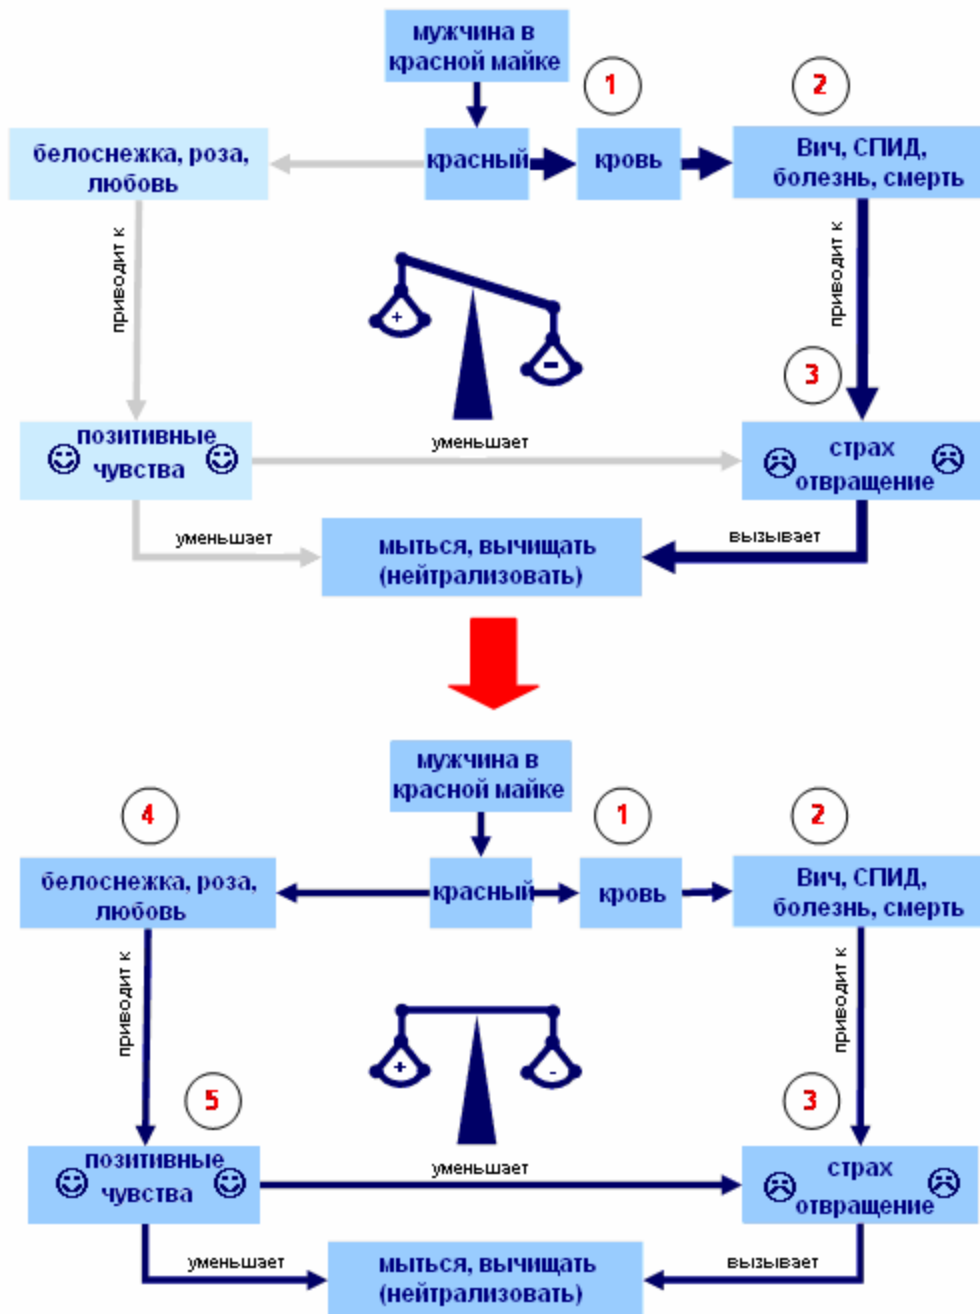 мужчина в
красной майке
1
2
белоснежка, роза,
любовь
красный
кровь
Вич, СПИД,
болезнь, смерть
приводит к
приводит к
+
-
3
позитивные
чувства
уменьшает
страх
отвращение
уменьшает
мыться, вычищать
(нейтрализовать)
вызывает
мужчина в
красной майке
4
1
2
белоснежка, роза,
любовь
красный
кровь
Вич, СПИД,
болезнь, смерть
приводит к
приводит к
+
-
5
3
позитивные
чувства
уменьшает
страх
отвращение
уменьшает
мыться, вычищать
(нейтрализовать)
вызывает